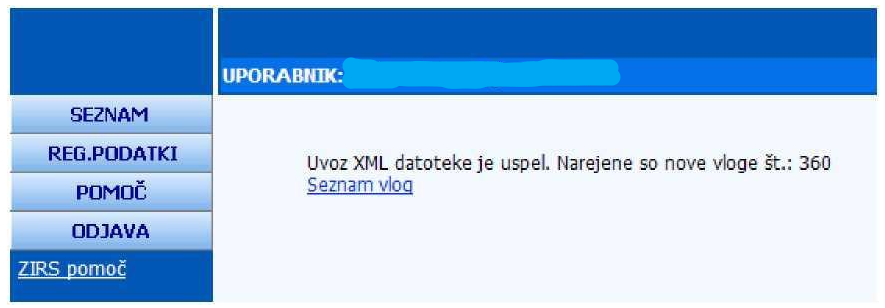 UPORABNIK:
SEZNAM
REG.PODATKI
POMOČ
ODJAVA
ZIRS pomoč
Uvoz XML datoteke je uspel. Narejene so nove vloge št.: 360
Seznam vlog